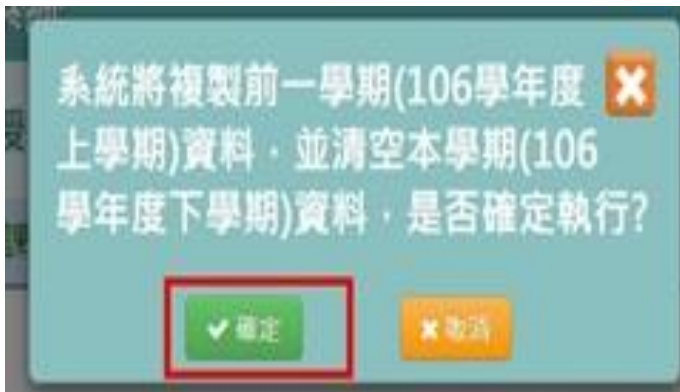 系統將複製前一學期(106學年度
上學期)資料,並清空本學期(106
學年度下學期)資料,是否確定執行?
確定
取消